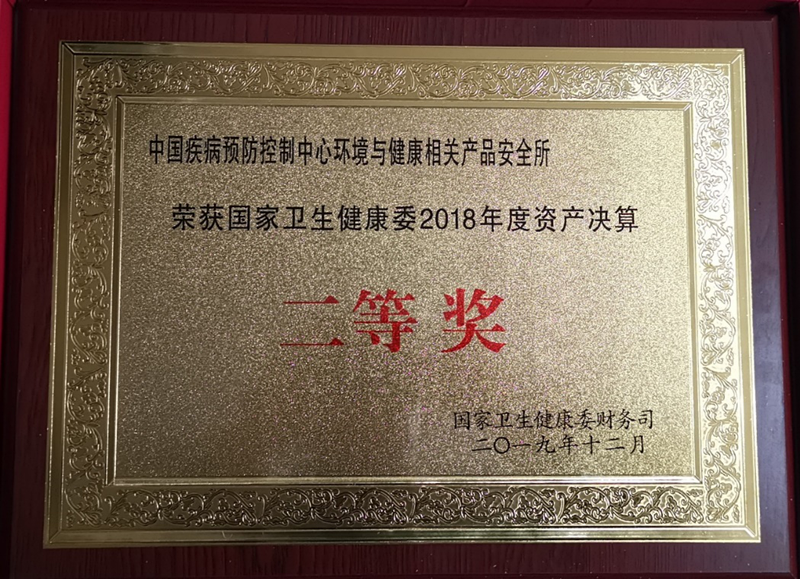 中国疾病预防控制中心环境与健康相关产品安全所
荣获国家卫生健康委2018年度资产决算
二等奖
国家卫生健康委财务司
二〇一九年十二月